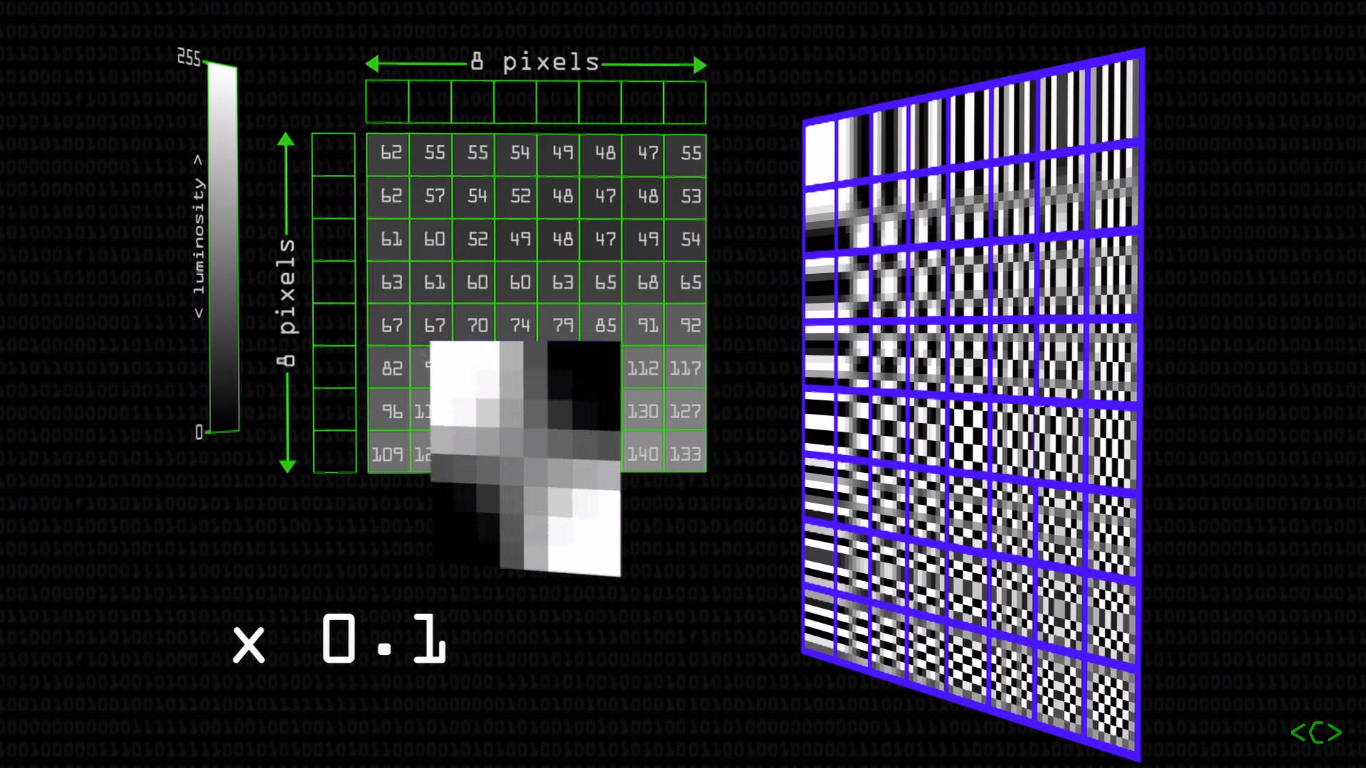 255
8 pixels
< luminosity >
8 pixels
62 55 55 54 49 48 47 55
62 57 54 52 48 47 48 53
61 60 52 49 48 47 49 54
63 61 60 60 63 65 68 65
67 67 70 74 79 85 91 92
82 112 117
96 130 127
0
109 140 133
x 0.1
<C>